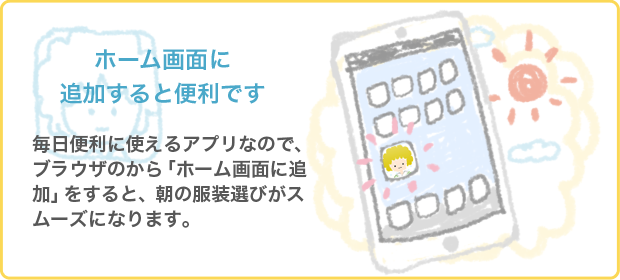 ホーム画面に
追加すると便利です
毎日便利に使えるアプリなので、
ブラウザのから「ホーム画面に追
加」をすると、朝の服装選びがス
ムーズになります。